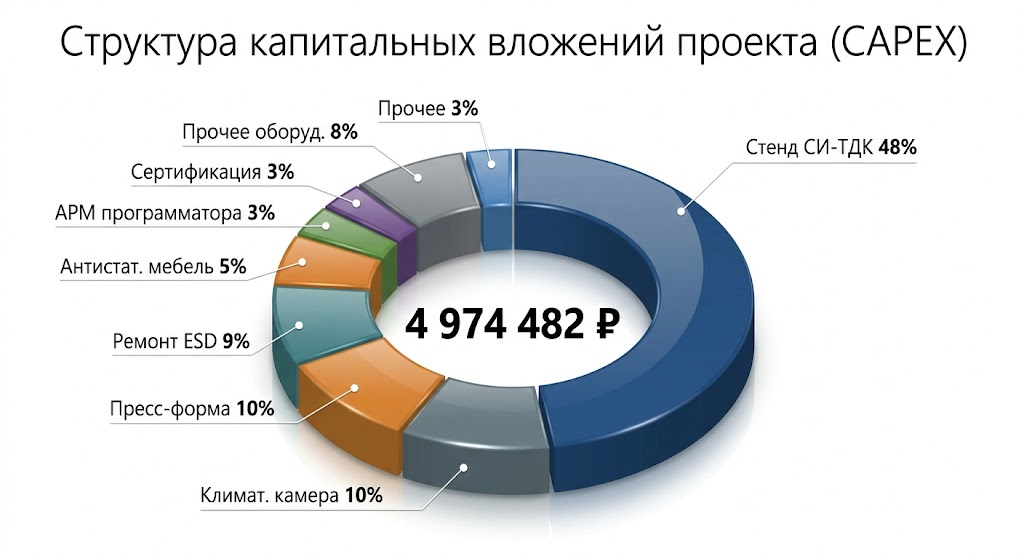 Структура капитальных вложений проекта (CAPEX)
Прочее 3%
Прочее оборуд. 8%
Стенд СИ-ТДК 48%
Сертификация 3%
АРМ программатора 3%
Антистат. мебель 5%
4 974 482 ₽
Ремонт ESD 9%
Пресс-форма 10%
Климат. камера 10%